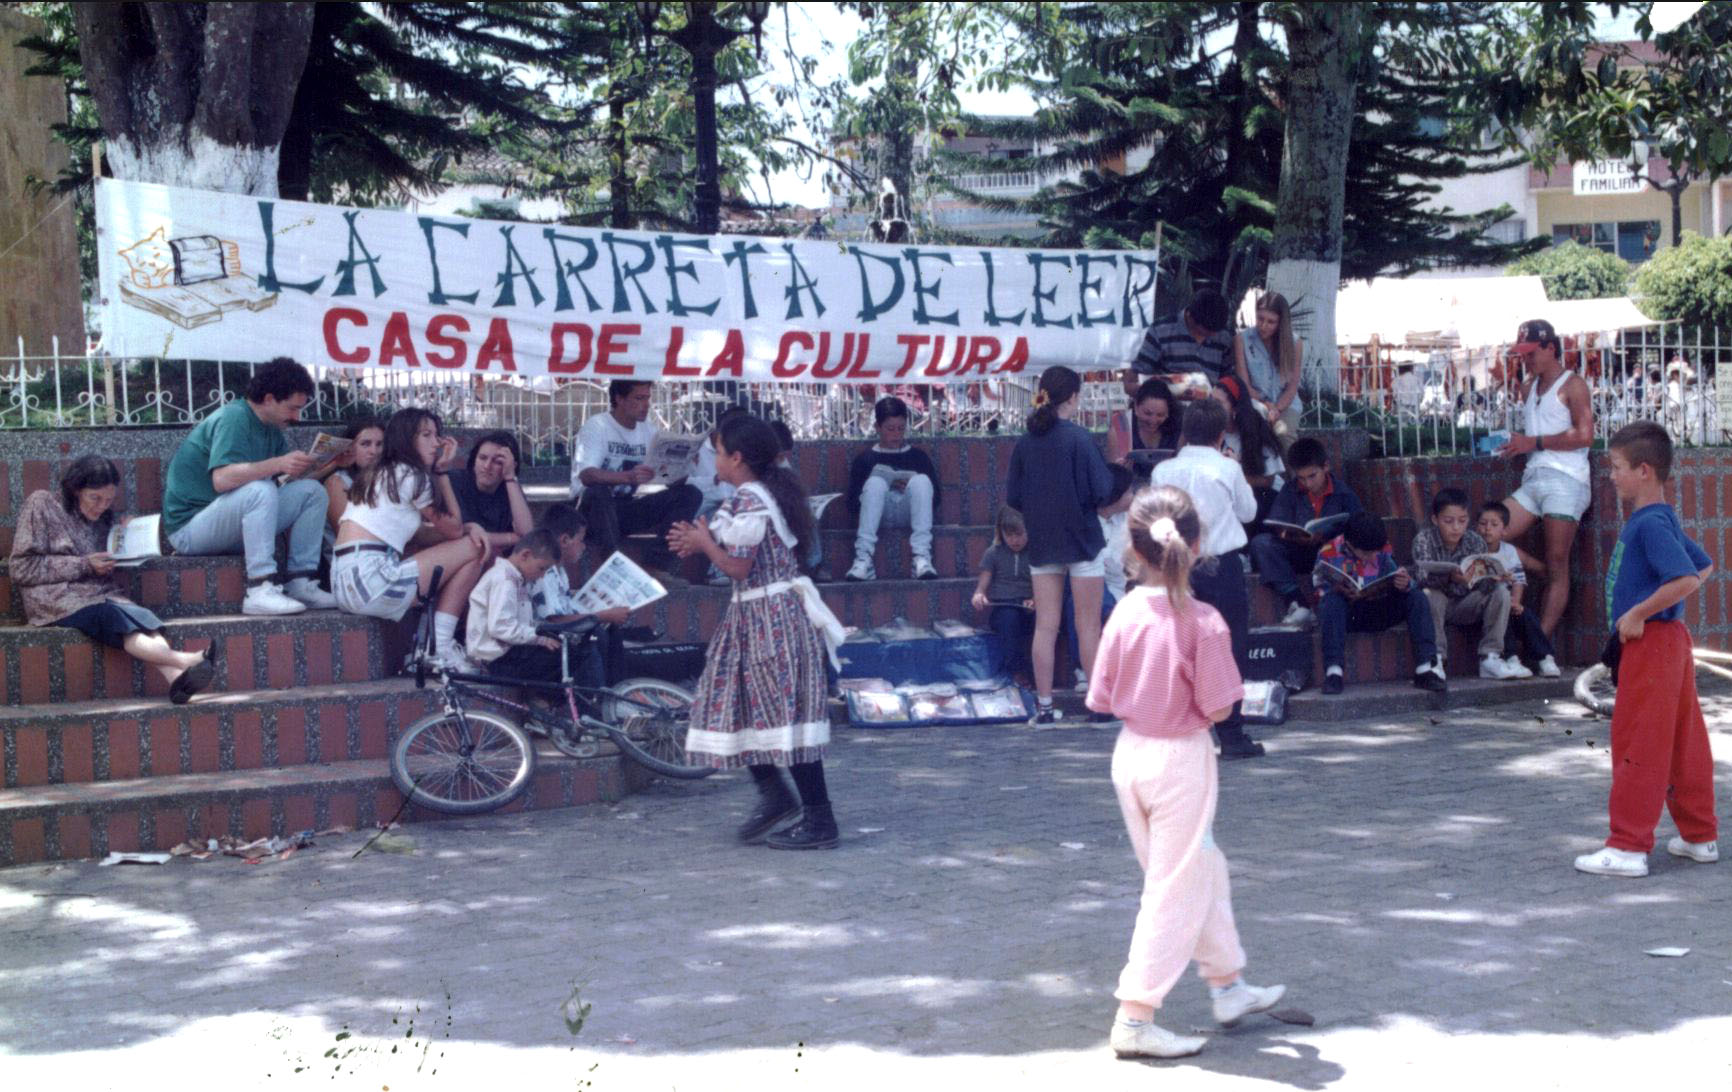 LA CARRETA DE LEER
CASA DE LA CULTURA
HOTEL
FAMILIAR
LEER